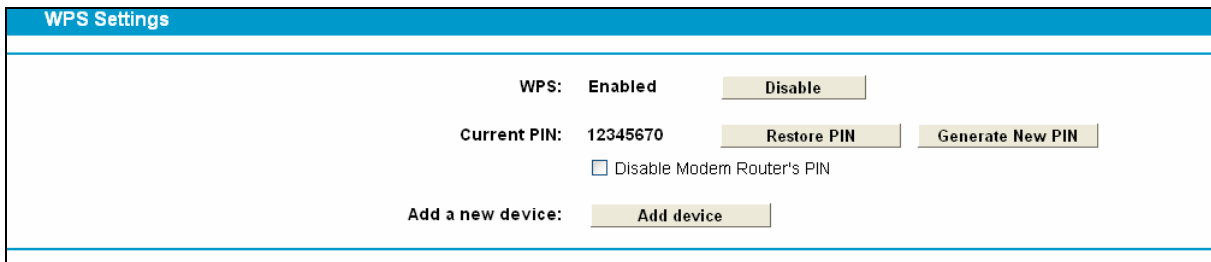 WPS Settings
WPS: Enabled Disable
Current PIN: 12345670 Restore PIN Generate New PIN
Disable Modem Router's PIN
Add a new device: Add device